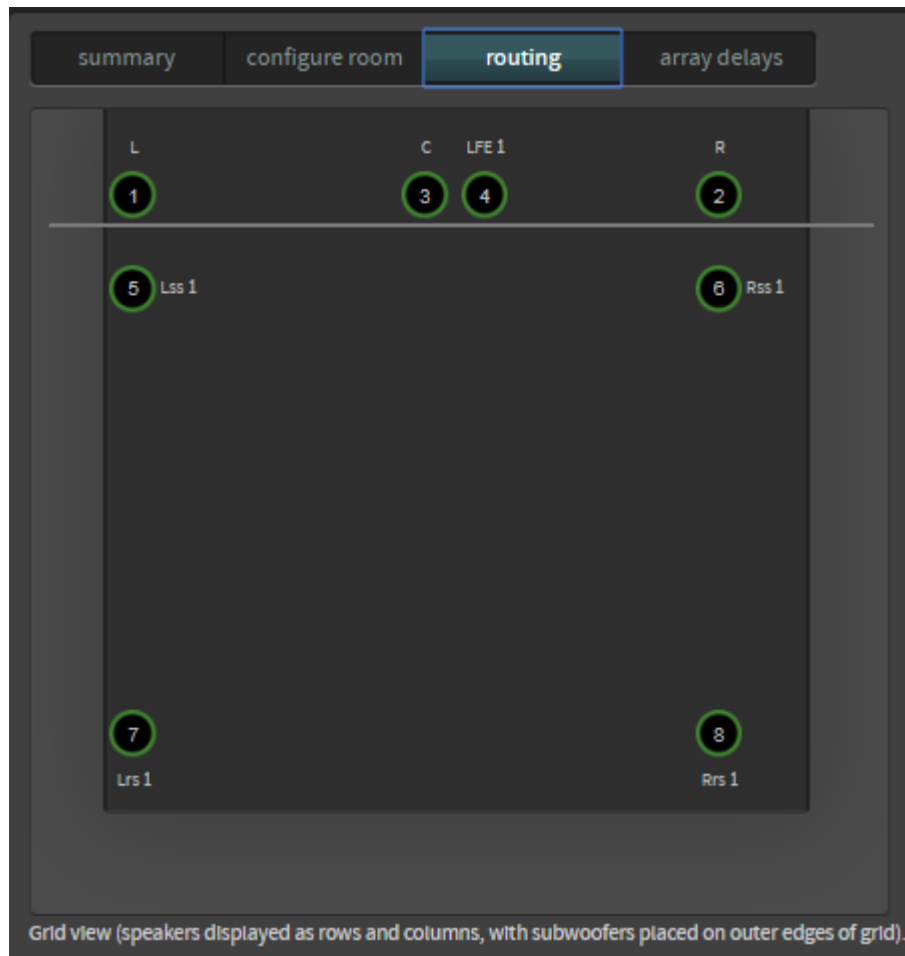 summary configure room routing array delays
L C LFE 1 R
1 3 4 2
5 Lss 1 6 Rss 1
7 8
Lrs 1 Rrs 1
Grid view (speakers displayed as rows and columns, with subwoofers placed on outer edges of grid).